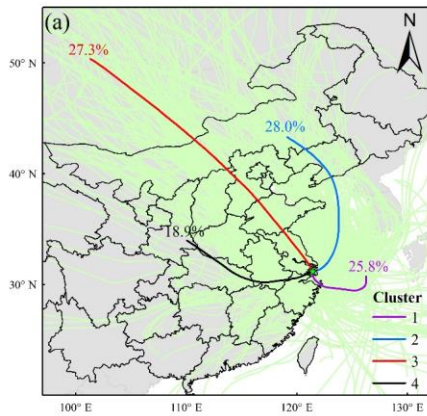 (a)
N
27.3%
50° N
28.0%
40° N
18.9%
25.8%
30° N
Cluster
1
2
3
4
100° E
110° E
120° E
130° E